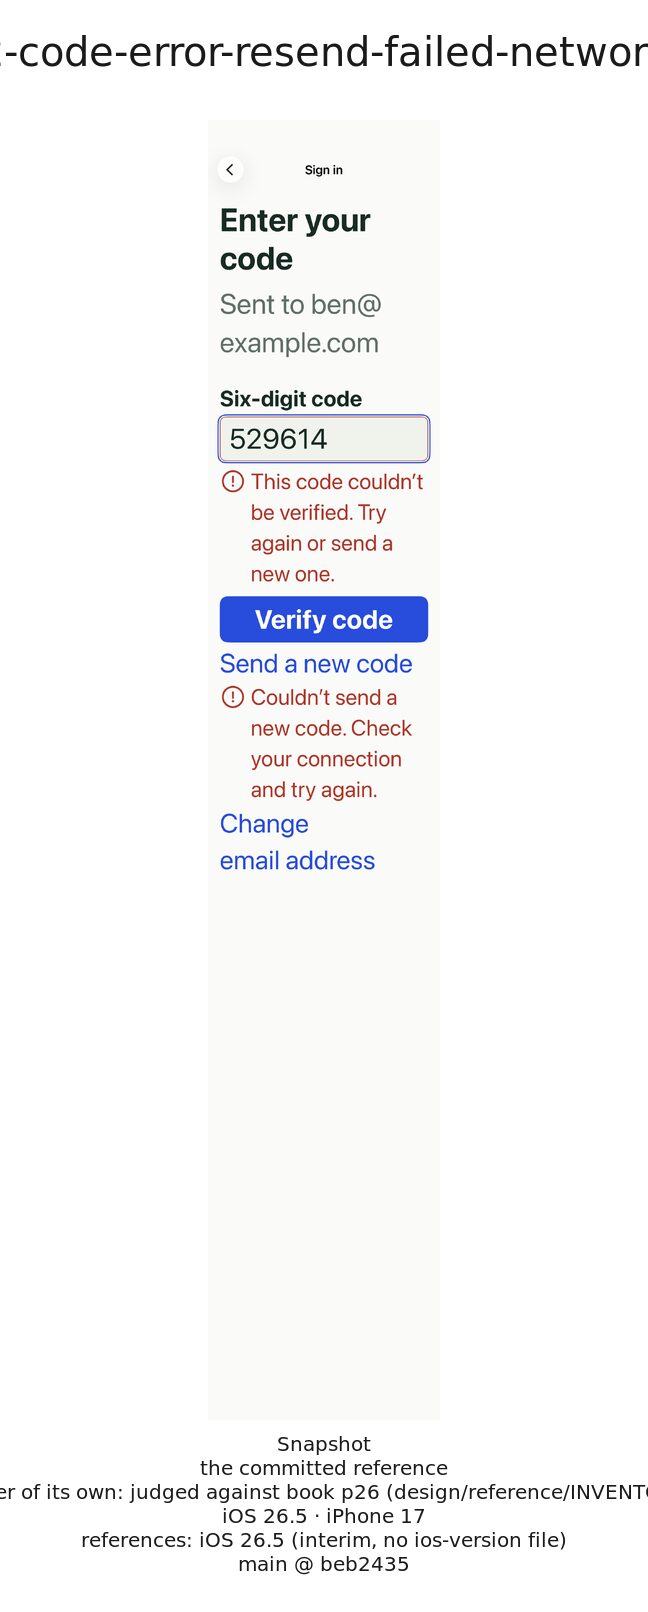 -code-error-resend-failed-networ
Sign in
Enter your
code
Sent to ben@
example.com
Six-digit code
529614
This code couldn’t
be verified. Try
again or send a
new one.
Verify code
Send a new code
Couldn’t send a
new code. Check
your connection
and try again.
Change
email address
Snapshot
the committed reference
er of its own: judged against book p26 (design/reference/INVENTO
iOS 26.5 · iPhone 17
references: iOS 26.5 (interim, no ios-version file)
main @ beb2435